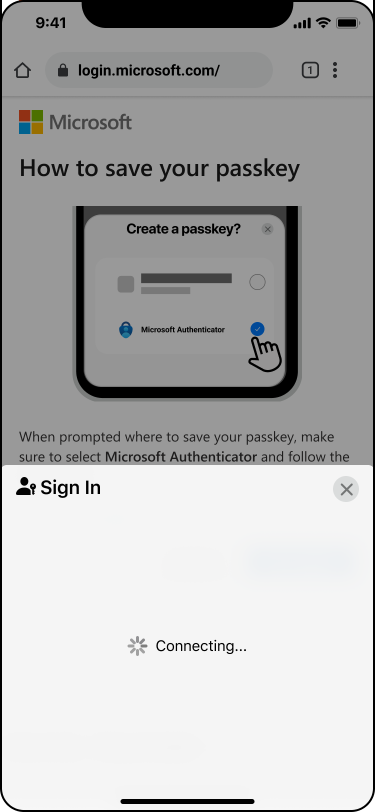 9:41
login.microsoft.com/
1
Microsoft
How to save your passkey
Create a passkey?
Microsoft Authenticator
When prompted where to save your passkey, make
sure to select Microsoft Authenticator and follow the
Sign In
Connecting...